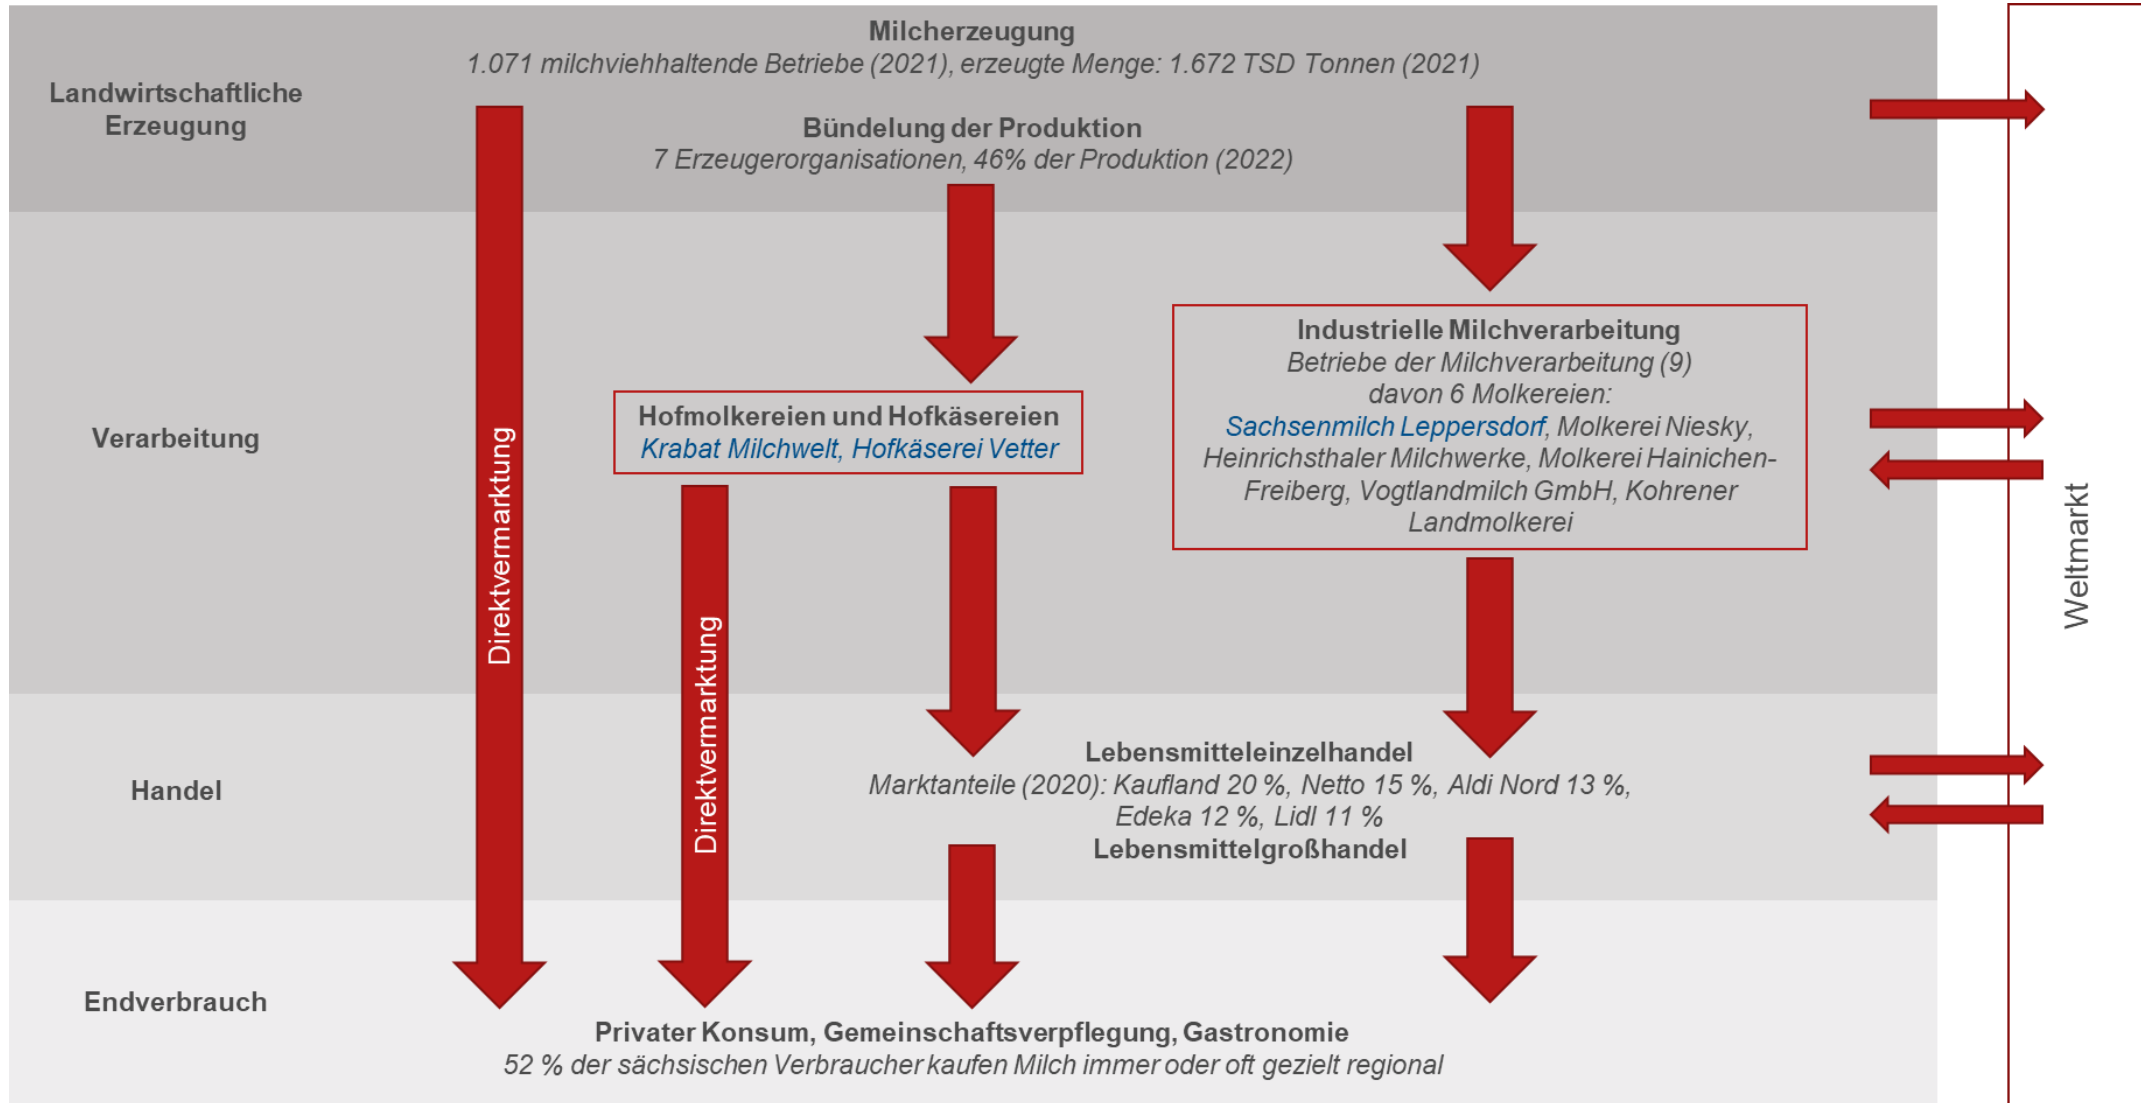 Milcherzeugung
1.071 milchviehhaltende Betriebe (2021), erzeugte Menge: 1.672 TSD Tonnen (2021)
Landwirtschaftliche
Erzeugung
Bündelung der Produktion
7 Erzeugerorganisationen, 46% der Produktion (2022)
Verarbeitung
Direktvermarktung
Hofmolkereien und Hofkäsereien
Krabat Milchwelt, Hofkäserei Vetter
Direktvermarktung
Industrielle Milchverarbeitung
Betriebe der Milchverarbeitung (9)
davon 6 Molkereien:
Sachsenmilch Leppersdorf, Molkerei Niesky,
Heinrichsthaler Milchwerke, Molkerei Hainichen-
Freiberg, Vogtlandmilch GmbH, Kohrener
Landmolkerei
Weltmarkt
Handel
Lebensmitteleinzelhandel
Marktanteile (2020): Kaufland 20 %, Netto 15 %, Aldi Nord 13 %,
Edeka 12 %, Lidl 11 %
Lebensmittelgroßhandel
Endverbrauch
Privater Konsum, Gemeinschaftsverpflegung, Gastronomie
52 % der sächsischen Verbraucher kaufen Milch immer oder oft gezielt regional